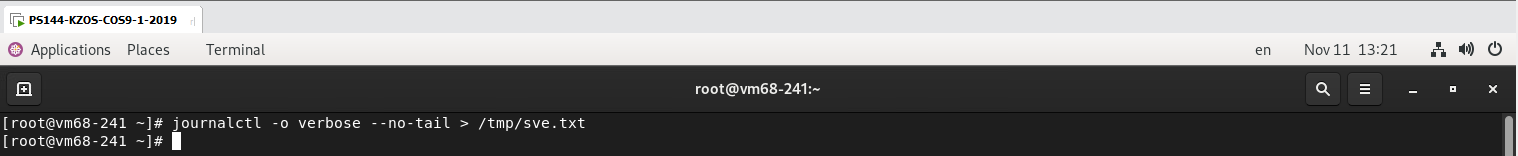 PS144-KZOS-COS9-1-2019
Applications Places Terminal en Nov 11 13:21
root@vm68-241:~
[root@vm68-241 ~]# journalctl -o verbose --no-tail > /tmp/sve.txt
[root@vm68-241 ~]#